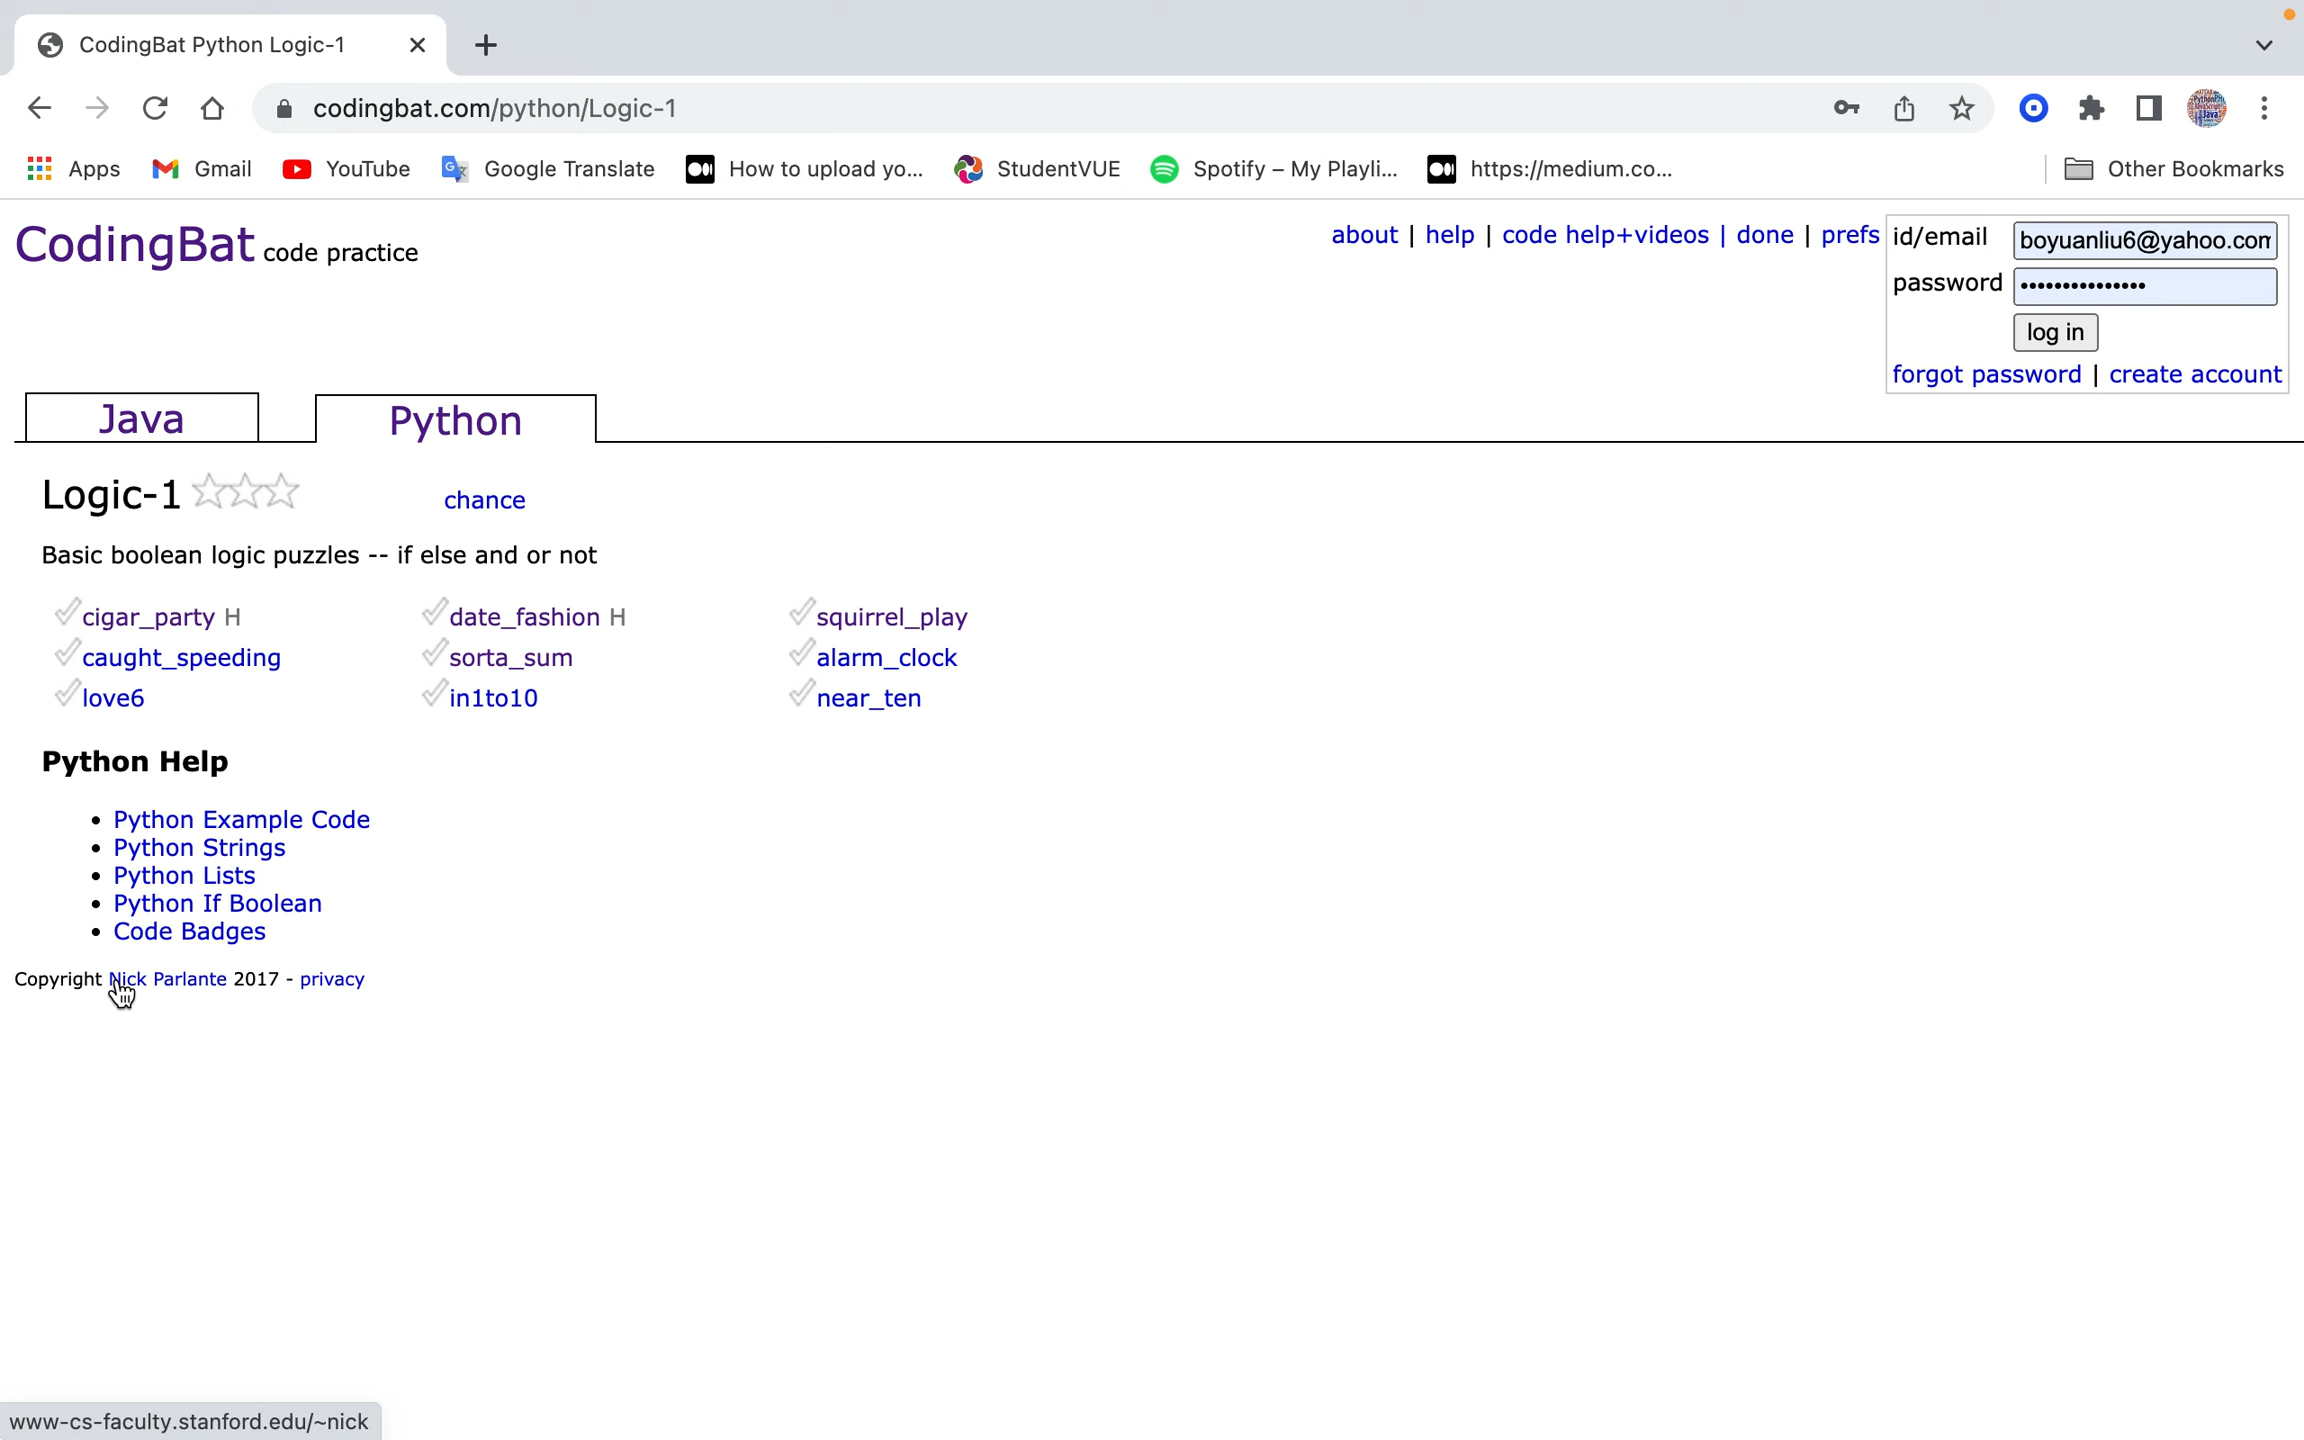 CodingBat Python Logic-1
codingbat.com/python/Logic-1
Apps Gmail YouTube Google Translate How to upload yo... StudentVUE Spotify – My Playli... https://medium.co... Other Bookmarks
CodingBat code practice
about | help | code help+videos | done | prefs
id/email boyuanliu6@yahoo.com
password •••••••••••••••
log in
forgot password | create account
Java Python
Logic-1 chance
Basic boolean logic puzzles -- if else and or not
cigar_party H date_fashion H squirrel_play
caught_speeding sorta_sum alarm_clock
love6 in1to10 near_ten
Python Help
• Python Example Code
• Python Strings
• Python Lists
• Python If Boolean
• Code Badges
Copyright Nick Parlante 2017 - privacy
www-cs-faculty.stanford.edu/~nick